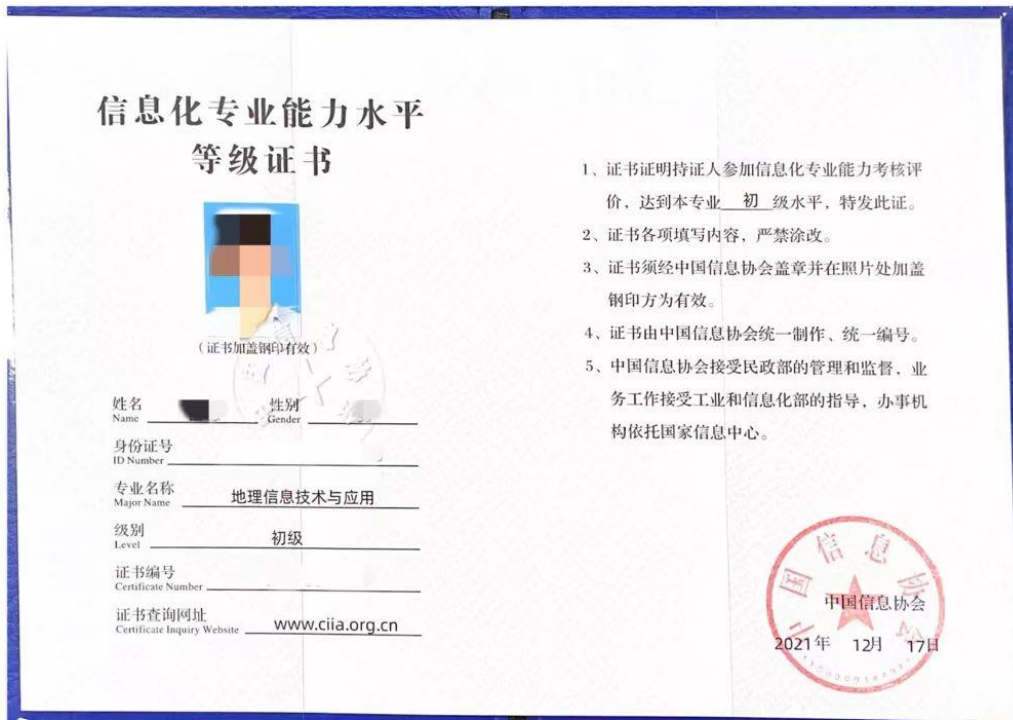 信息化专业能力水平
等级证书
（证书加盖钢印有效）
姓名
Name
性别
Gender
身份证号
ID Number
专业名称
Major Name
地理信息技术与应用
级别
Level
初级
证书编号
Certificate Number
证书查询网址
Certificate Inquiry Website
www.ciia.org.cn
1、证书证明持证人参加信息化专业能力考核评
价，达到本专业 初 级水平，特发此证。
2、证书各项填写内容，严禁涂改。
3、证书须经中国信息协会盖章并在照片处加盖
钢印方为有效。
4、证书由中国信息协会统一制作、统一编号。
5、中国信息协会接受民政部的管理和监督，业
务工作接受工业和信息化部的指导，办事机
构依托国家信息中心。
中国信息协会
中国信息协会
2021年 12月 17日